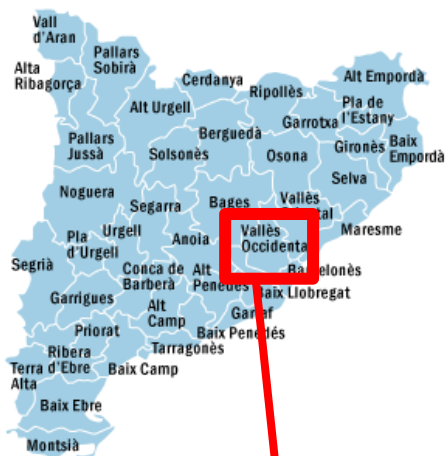 Vall
d'Aran
Pallars
Sobirà
Alta
Ribagorça
Cerdanya
Alt Empordà
Ripollès
Alt Urgell
Pla de
l'Estany
Garrotxa
Berguedà
Pallars
Jussà
Solsonès
Osona
Gironès
Baix
Empordà
Selva
Noguera
Segarra
Bages
Vallès
Maresme
Vallès
Occidental
Urgell
Pla
d'Urgell
Anoia
Segrià
Conca de
Barberà
Alt
Penedès
Barcelonès
Baix Llobregat
Garrigues
Alt
Camp
Garraf
Priorat
Baix Penedés
Tarragonès
Ribera
d'Ebre
Terra
Alta
Baix Camp
Baix Ebre
Montsià